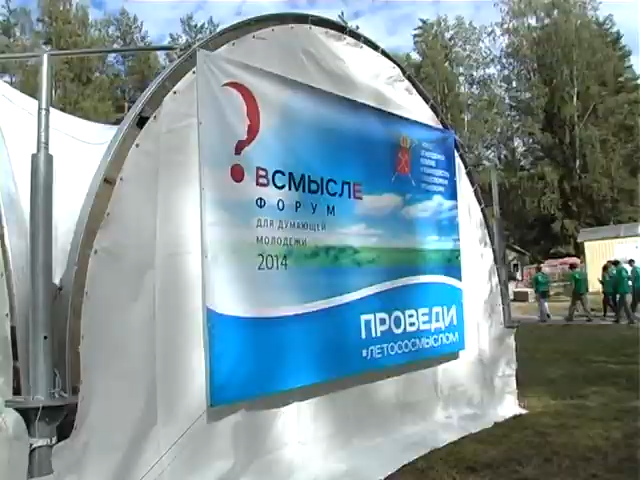 ?
ВСМЫСЛЕ
ФОРУМ
ДЛЯ ДУМАЮЩЕЙ
МОЛОДЕЖИ
2014
ПРОВЕДИ
#ЛЕТОСОСМЫСЛОМ